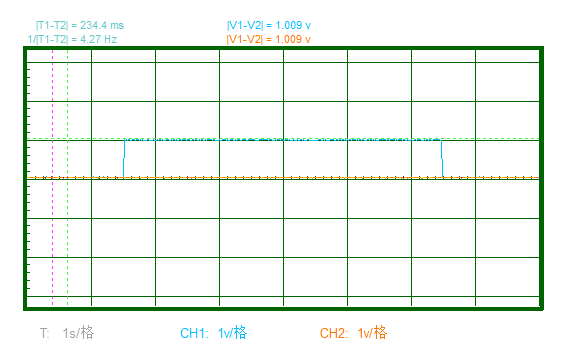 |T1-T2| = 234.4 ms |V1-V2| = 1.009 v
1/|T1-T2| = 4.27 Hz |V1-V2| = 1.009 v
T: 1s/格 CH1: 1v/格 CH2: 1v/格